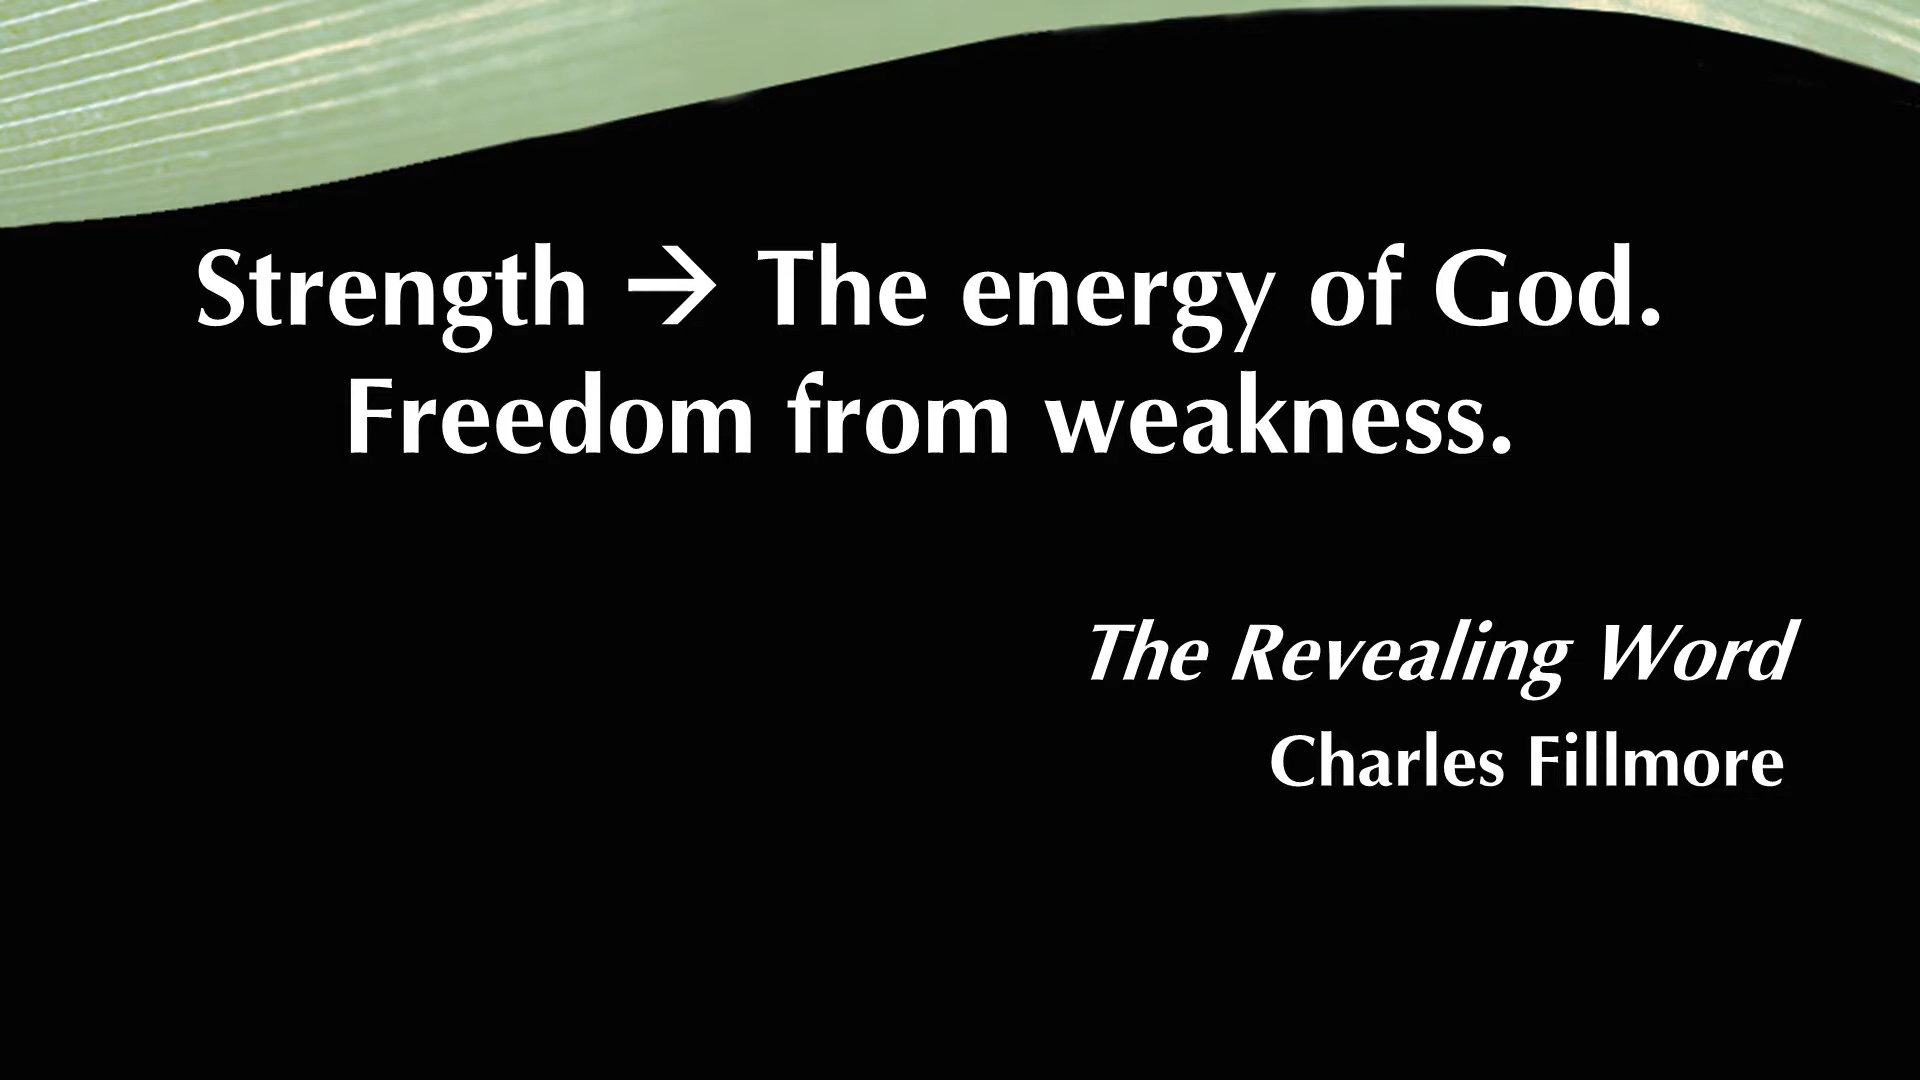 Strength → The energy of God.
Freedom from weakness.
The Revealing Word
Charles Fillmore